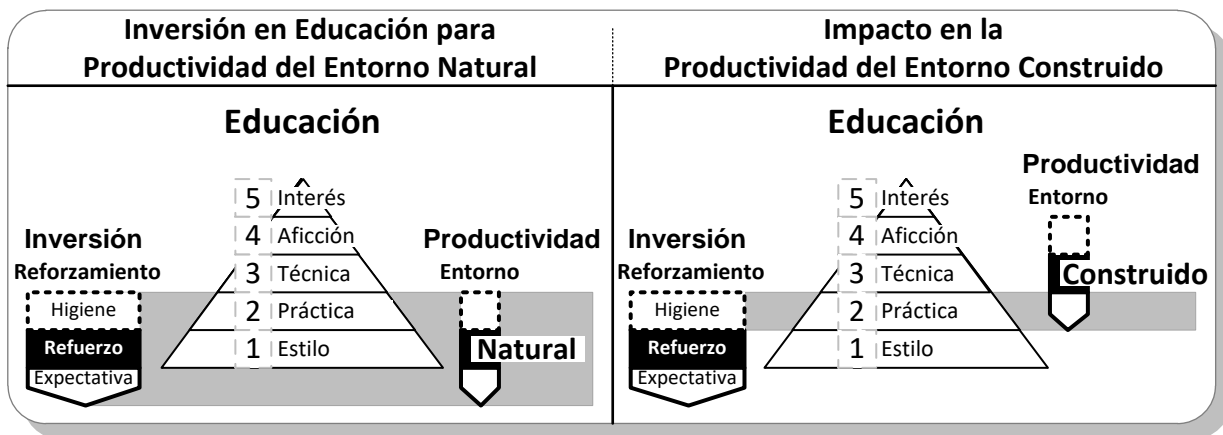 Inversión en Educación para
Productividad del Entorno Natural
Educación
5 Interés
4 Aficción
3 Técnica
2 Práctica
1 Estilo
Inversión
Reforzamiento
Higiene
Refuerzo
Expectativa
Productividad
Entorno
Natural
Impacto en la
Productividad del Entorno Construido
Educación
5 Interés
4 Aficción
3 Técnica
2 Práctica
1 Estilo
Inversión
Reforzamiento
Higiene
Refuerzo
Expectativa
Productividad
Entorno
Construido